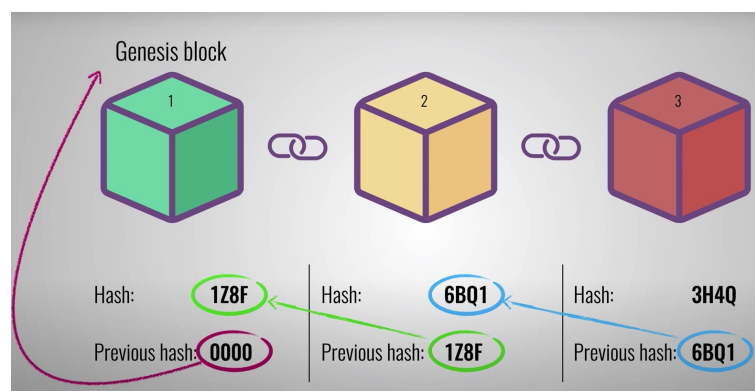 Genesis block
1
2
3
Hash: 1Z8F
Hash: 6BQ1
Hash: 3H4Q
Previous hash: 0000
Previous hash: 1Z8F
Previous hash: 6BQ1